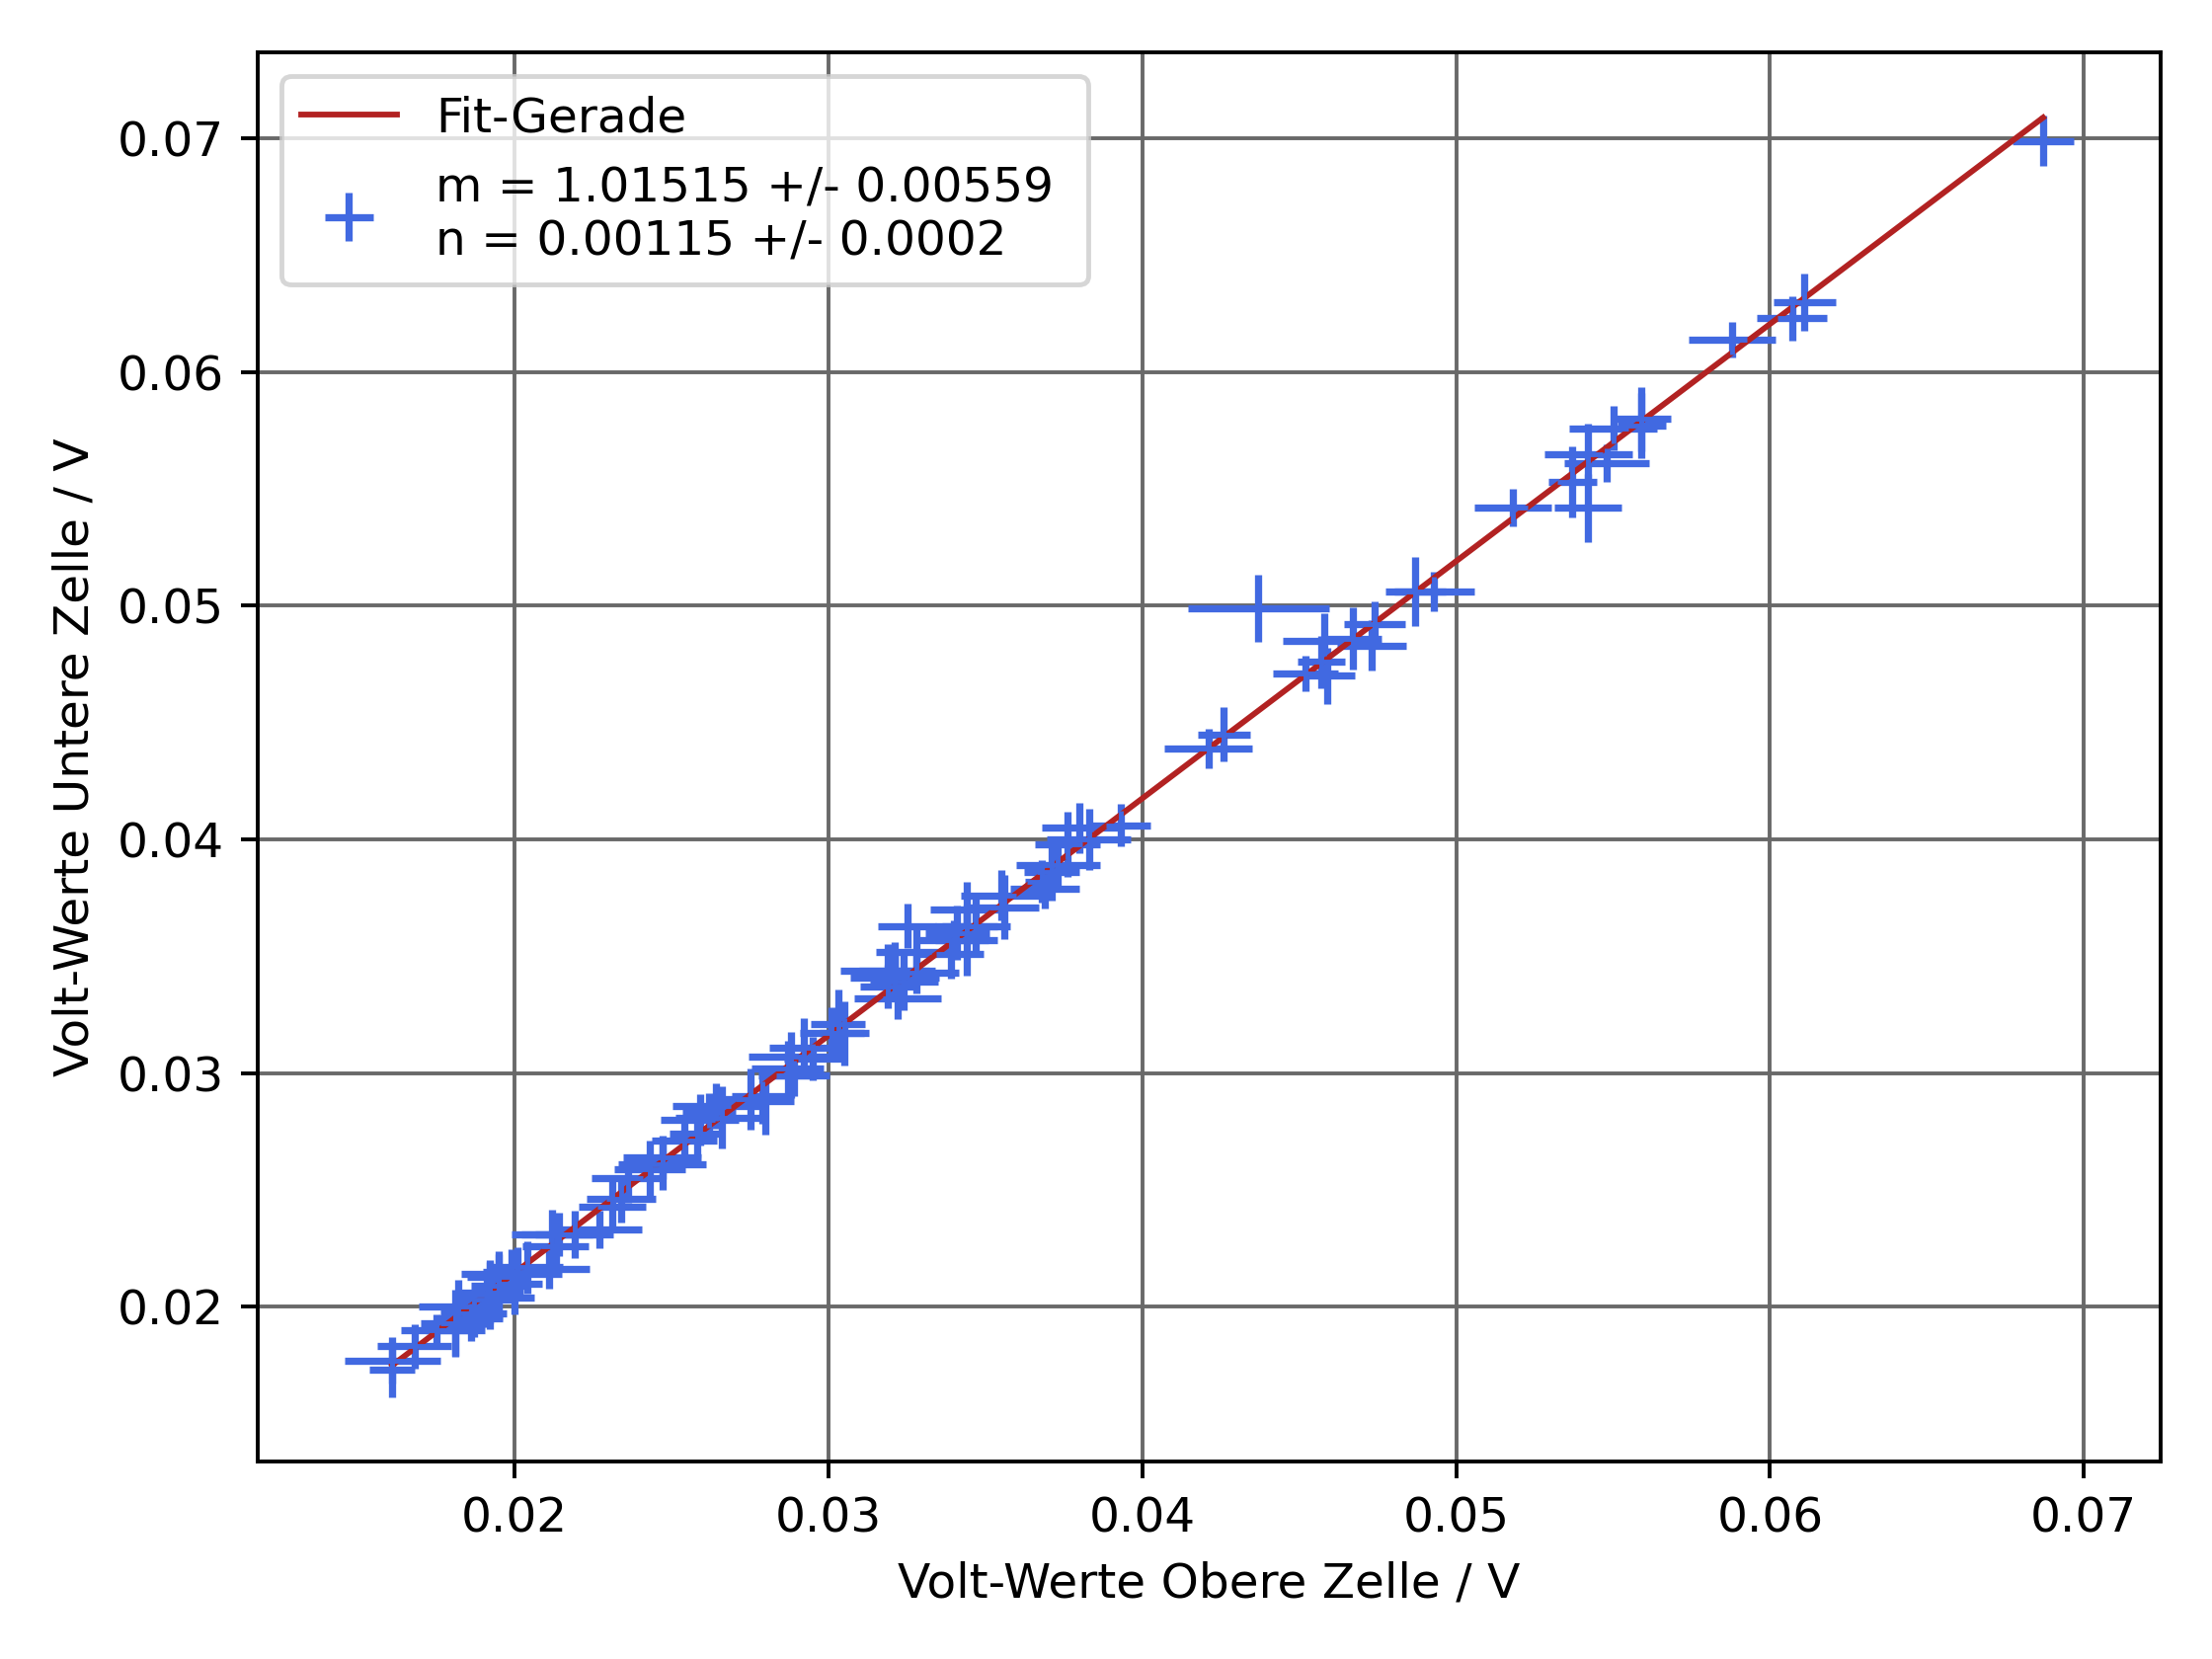 Fit-Gerade
m = 1.01515 +/- 0.00559
n = 0.00115 +/- 0.0002
0.07
0.06
0.05
0.04
0.03
0.02
Volt-Werte Untere Zelle / V
0.02 0.03 0.04 0.05 0.06 0.07
Volt-Werte Obere Zelle / V